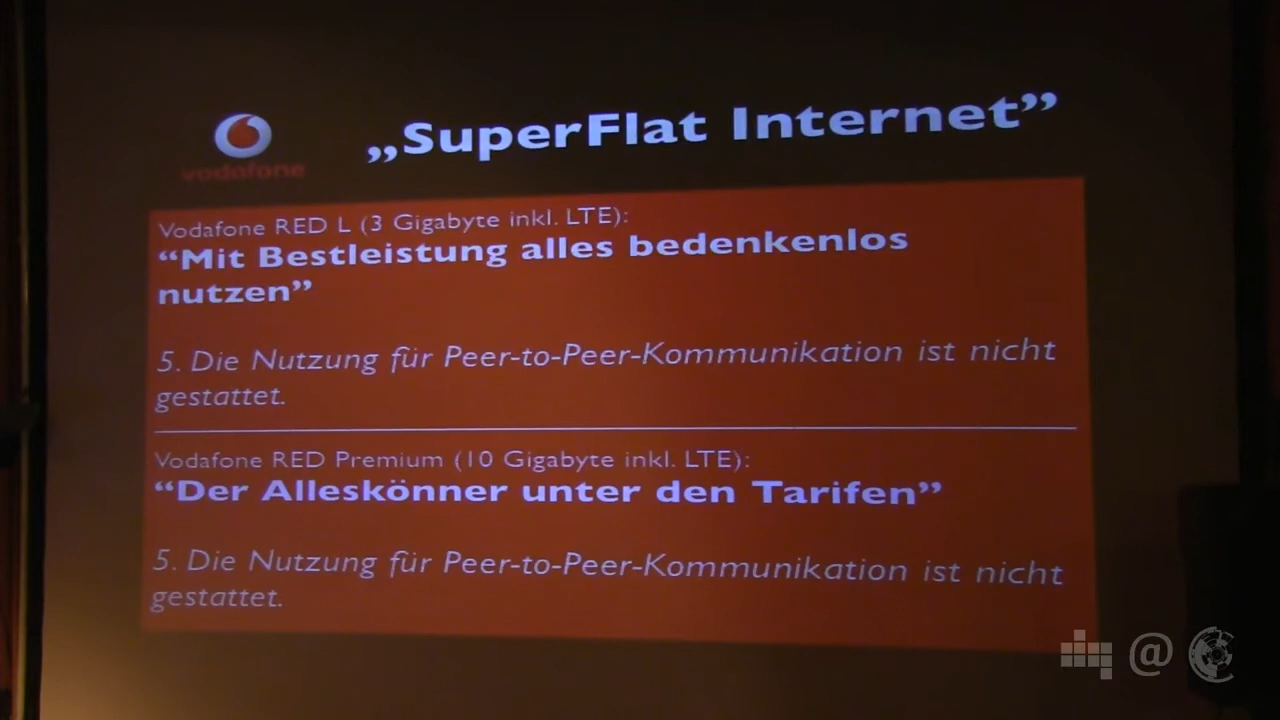 „SuperFlat Internet”
vodafone
Vodafone RED L (3 Gigabyte inkl. LTE):
“Mit Bestleistung alles bedenkenlos
nutzen”
5. Die Nutzung für Peer-to-Peer-Kommunikation ist nicht
gestattet.
Vodafone RED Premium (10 Gigabyte inkl. LTE):
“Der Alleskönner unter den Tarifen”
5. Die Nutzung für Peer-to-Peer-Kommunikation ist nicht
gestattet.
@